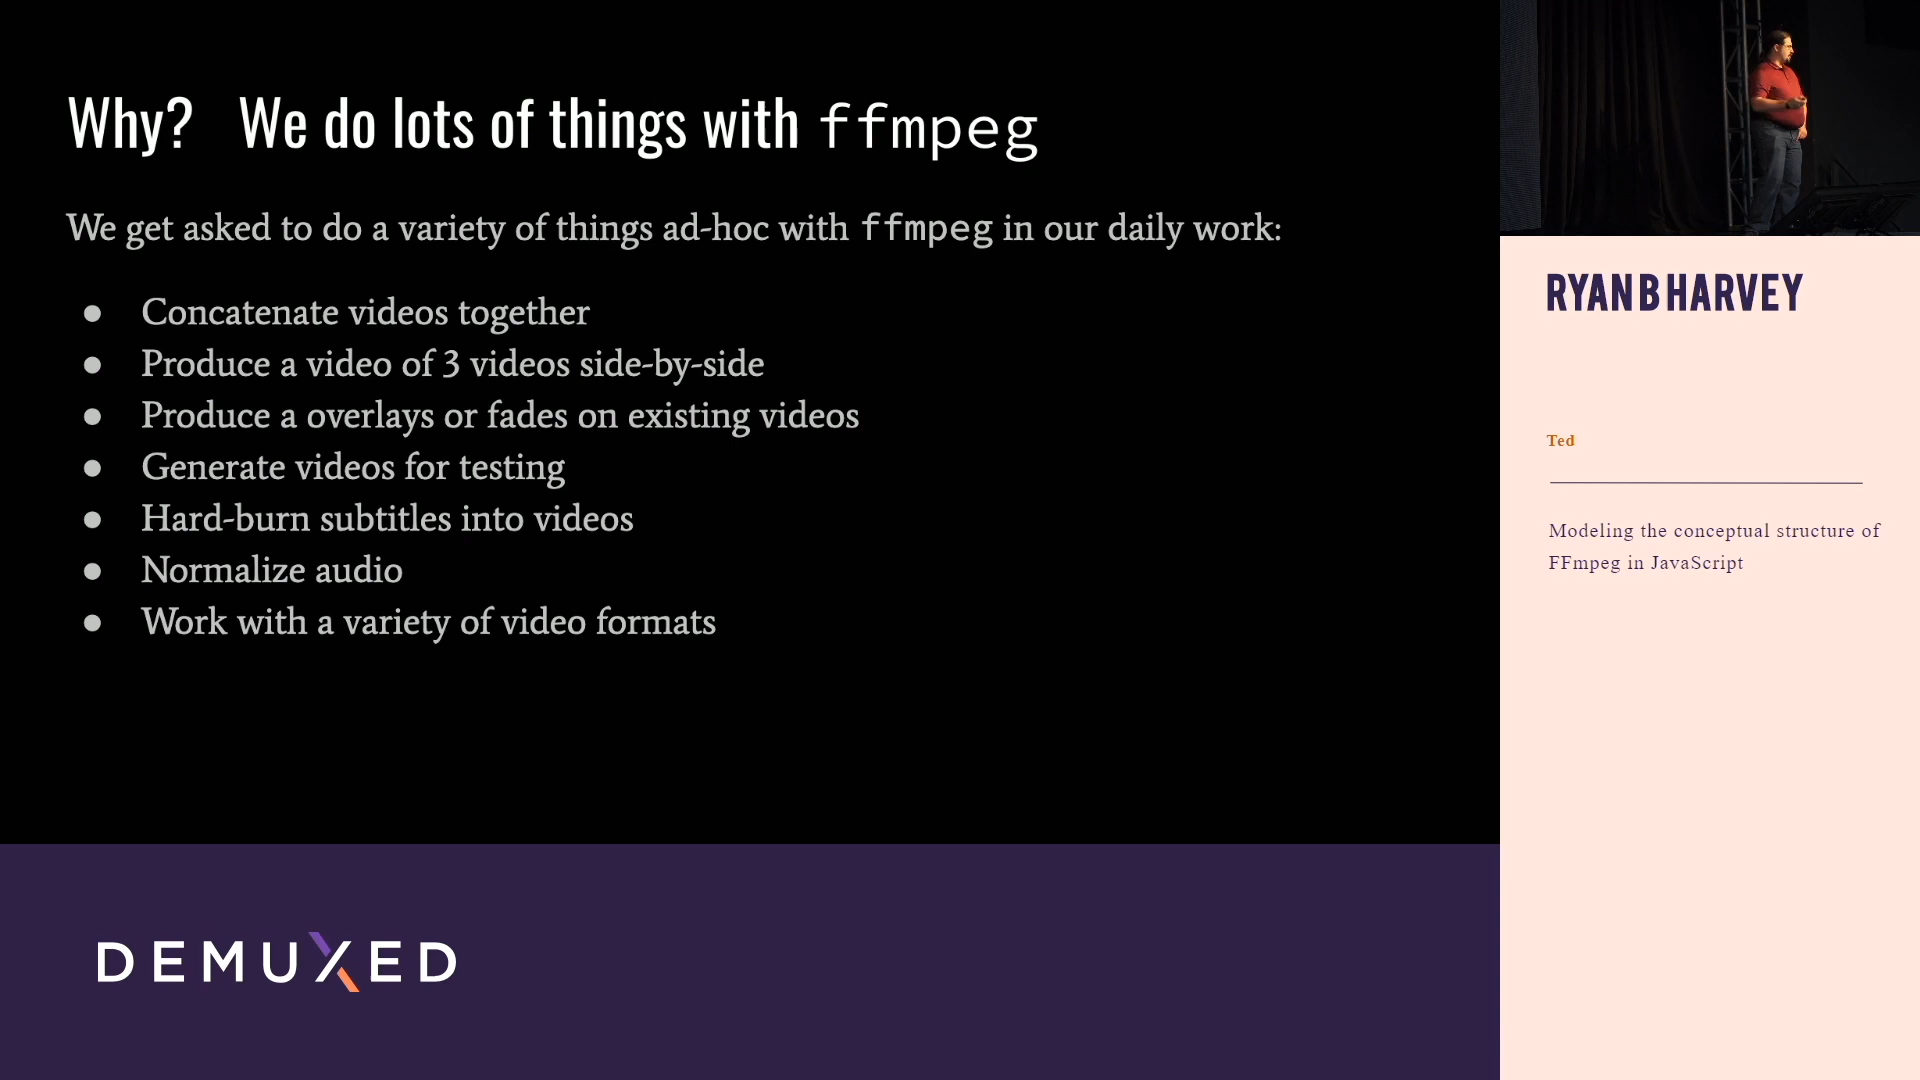 Why? We do lots of things with ffmpeg
We get asked to do a variety of things ad-hoc with ffmpeg in our daily work:
● Concatenate videos together
● Produce a video of 3 videos side-by-side
● Produce a overlays or fades on existing videos
● Generate videos for testing
● Hard-burn subtitles into videos
● Normalize audio
● Work with a variety of video formats
DEMUXED
RYAN B HARVEY
Ted
Modeling the conceptual structure of
FFmpeg in JavaScript